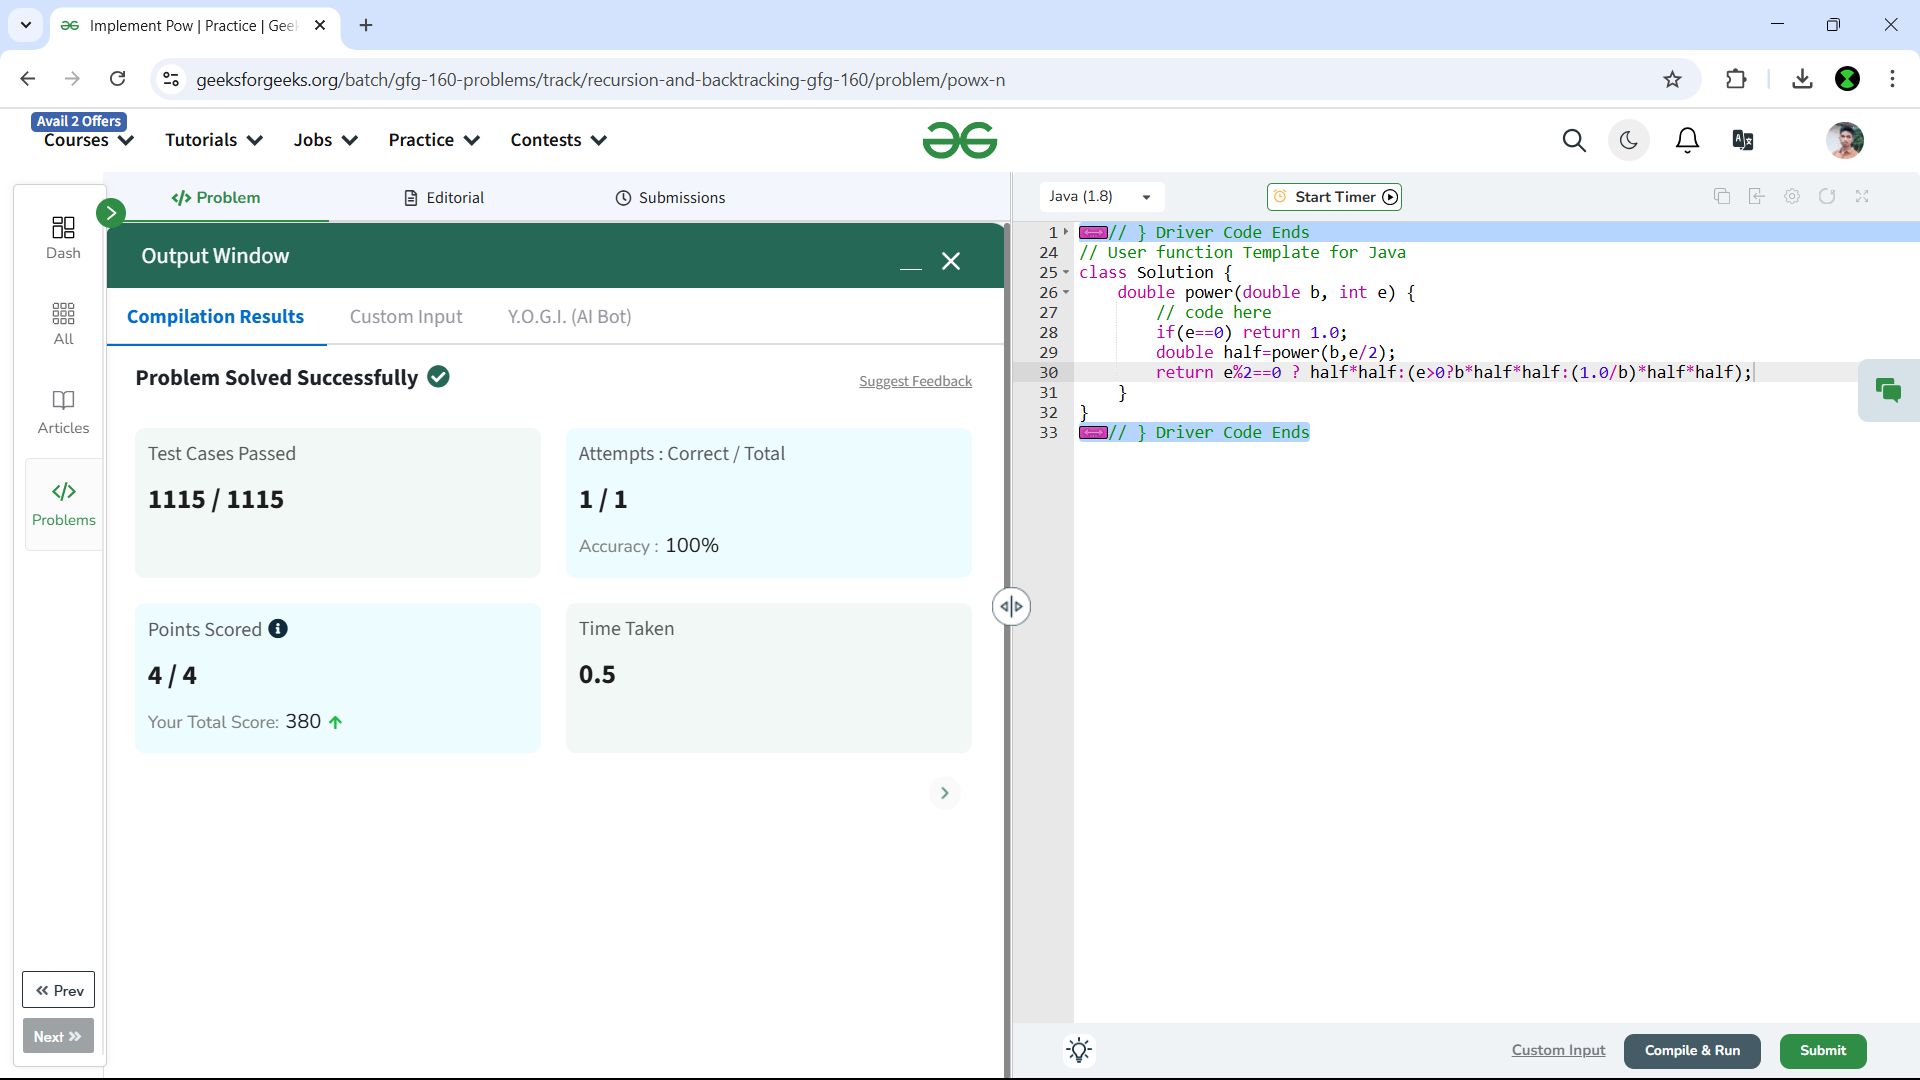 Implement Pow | Practice | Geek
geeksforgeeks.org/batch/gfg-160-problems/track/recursion-and-backtracking-gfg-160/problem/powx-n
Avail 2 Offers
Courses
Tutorials
Jobs
Practice
Contests
Dash
All
Articles
Problems
Prev
Next
Problem
Editorial
Submissions
Output Window
Compilation Results
Custom Input
Y.O.G.I. (AI Bot)
Problem Solved Successfully
Suggest Feedback
Test Cases Passed
1115 / 1115
Attempts : Correct / Total
1 / 1
Accuracy : 100%
Points Scored
4 / 4
Your Total Score: 380
Time Taken
0.5
Java (1.8)
Start Timer
1 // } Driver Code Ends
24 // User function Template for Java
25 class Solution {
26 double power(double b, int e) {
27 // code here
28 if(e==0) return 1.0;
29 double half=power(b,e/2);
30 return e%2==0 ? half*half:(e>0?b*half*half:(1.0/b)*half*half);
31 }
32 }
33 // } Driver Code Ends
Custom Input
Compile & Run
Submit